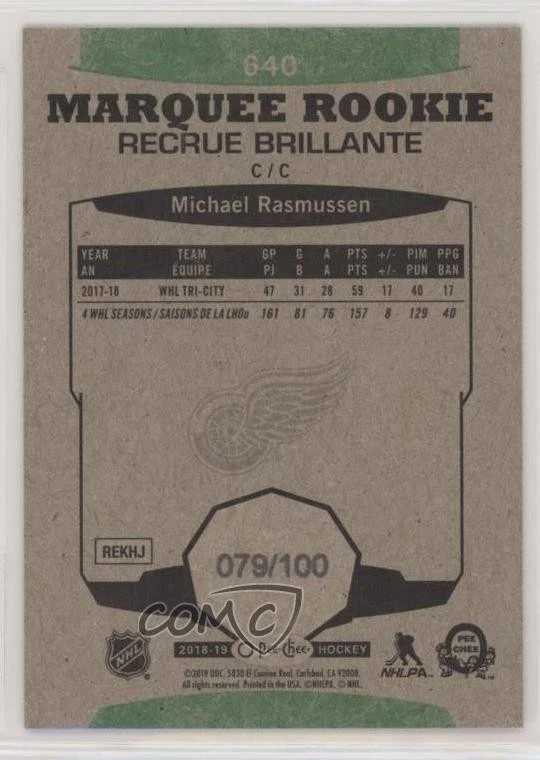 640
MARQUEE ROOKIE
RECRUE BRILLANTE
C / C
Michael Rasmussen
YEAR TEAM GP G A PTS +/- PIM PPG
AN ÉQUIPE PJ B A PTS +/- PUN BAN
2017-18 WHL TRI-CITY 47 31 28 59 17 40 17
4 WHL SEASONS / SAISONS DE LA LHOu 161 81 76 157 8 129 40
REKHJ
079/100
COMC
NHL
2018-19 O-Pee-Chee HOCKEY
NHLPA
PEE CHEE
©2019 UDC. 5830 El Camino Real, Carlsbad, CA 92008.
All rights reserved. Printed in the USA. ©NHLPA. © NHL.